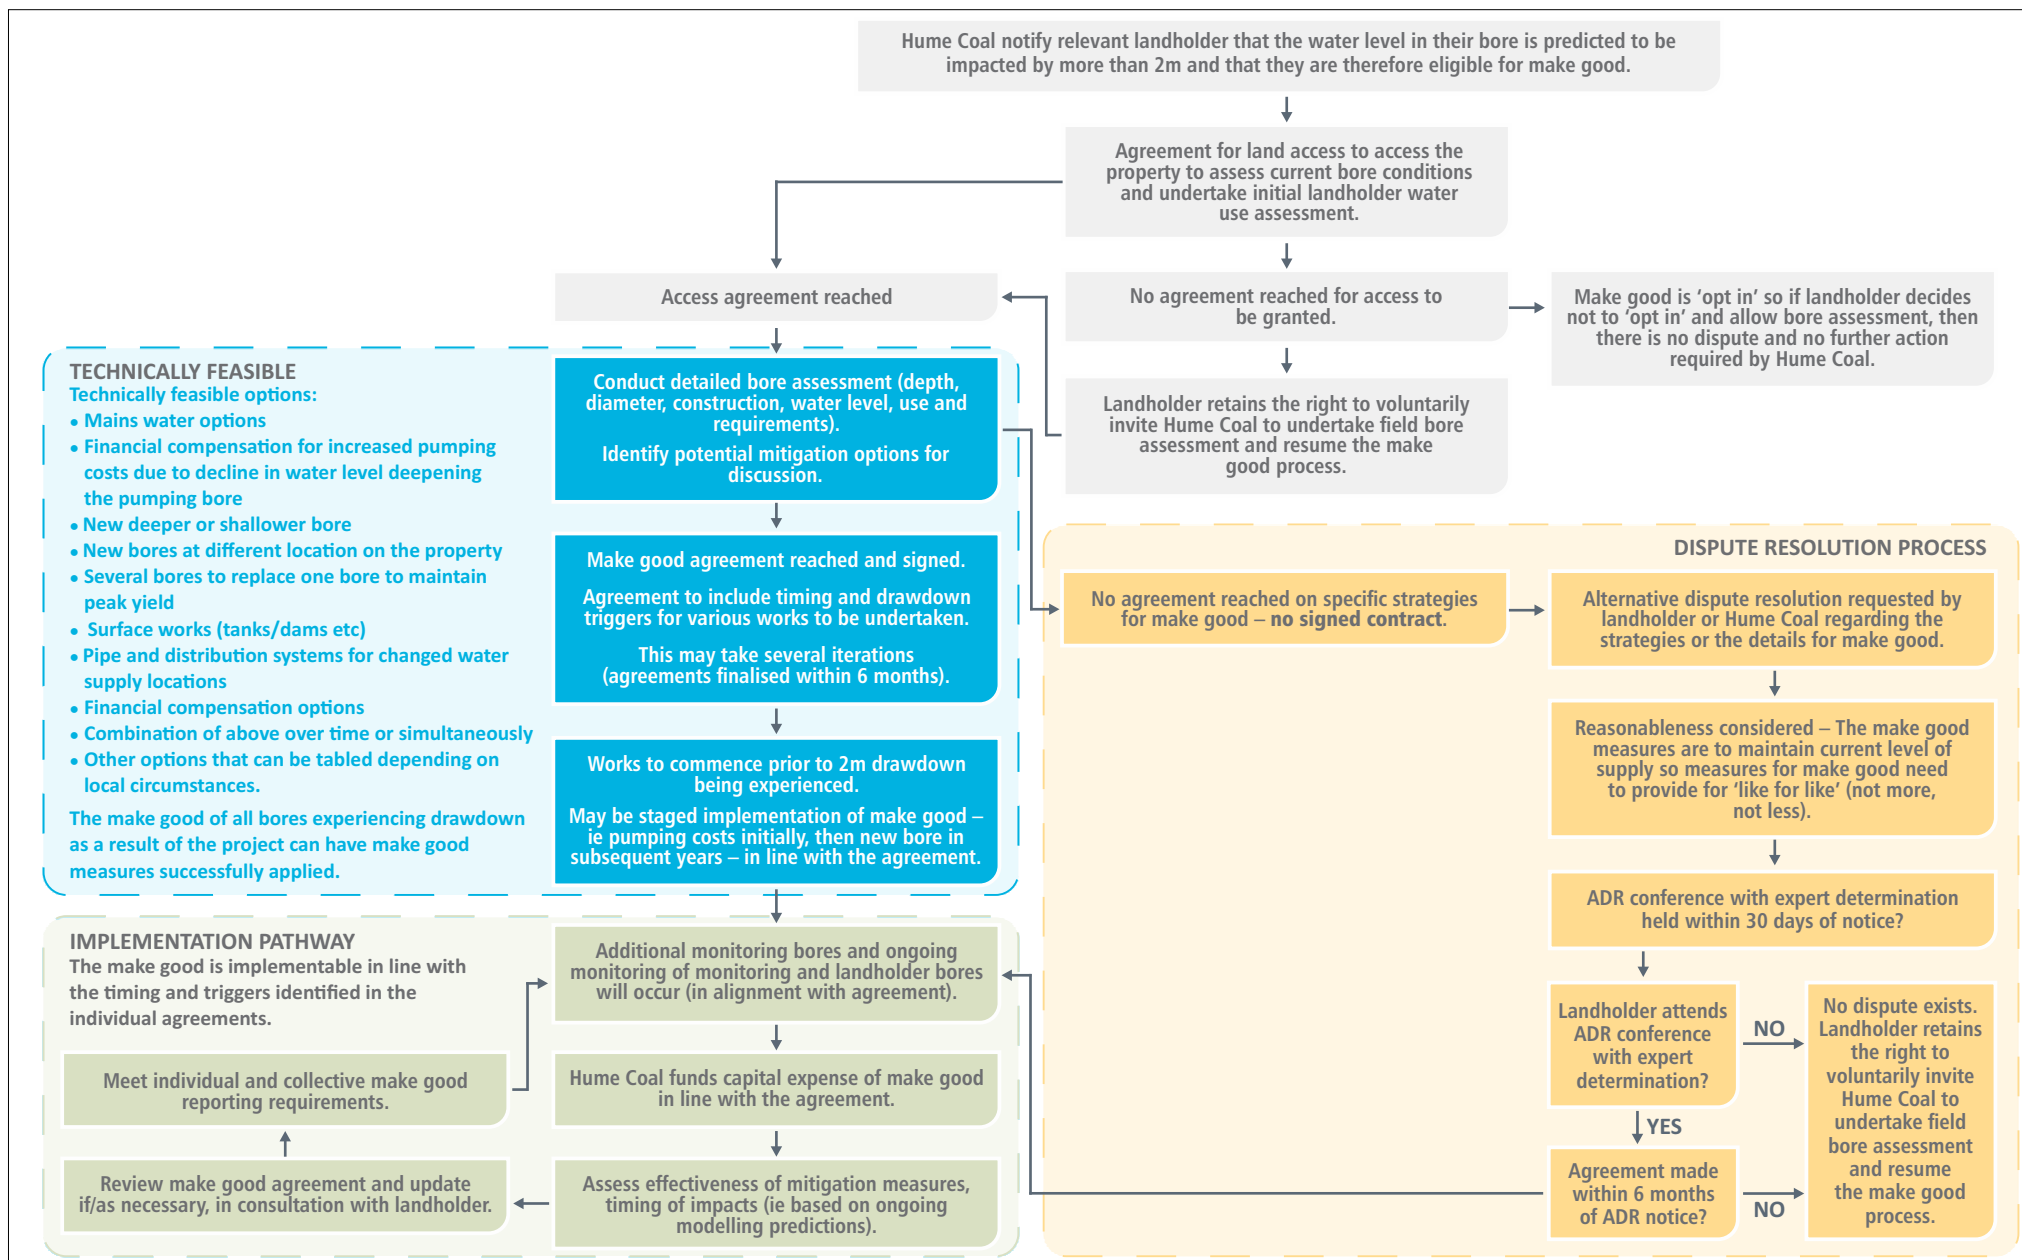 Hume Coal notify relevant landholder that the water level in their bore is predicted to be
impacted by more than 2m and that they are therefore eligible for make good.
Agreement for land access to access the
property to assess current bore conditions
and undertake initial landholder water
use assessment.
Access agreement reached
No agreement reached for access to
be granted.
Make good is ‘opt in’ so if landholder decides
not to ‘opt in’ and allow bore assessment, then
there is no dispute and no further action
required by Hume Coal.
Landholder retains the right to voluntarily
invite Hume Coal to undertake field bore
assessment and resume the make
good process.
TECHNICALLY FEASIBLE
Technically feasible options:
• Mains water options
• Financial compensation for increased pumping
costs due to decline in water level deepening
the pumping bore
• New deeper or shallower bore
• New bores at different location on the property
• Several bores to replace one bore to maintain
peak yield
• Surface works (tanks/dams etc)
• Pipe and distribution systems for changed water
supply locations
• Financial compensation options
• Combination of above over time or simultaneously
• Other options that can be tabled depending on
local circumstances.
The make good of all bores experiencing drawdown
as a result of the project can have make good
measures successfully applied.
Conduct detailed bore assessment (depth,
diameter, construction, water level, use and
requirements).
Identify potential mitigation options for
discussion.
Make good agreement reached and signed.
Agreement to include timing and drawdown
triggers for various works to be undertaken.
This may take several iterations
(agreements finalised within 6 months).
Works to commence prior to 2m drawdown
being experienced.
May be staged implementation of make good –
ie pumping costs initially, then new bore in
subsequent years – in line with the agreement.
DISPUTE RESOLUTION PROCESS
No agreement reached on specific strategies
for make good – no signed contract.
Alternative dispute resolution requested by
landholder or Hume Coal regarding the
strategies or the details for make good.
Reasonableness considered – The make good
measures are to maintain current level of
supply so measures for make good need
to provide for ‘like for like’ (not more,
not less).
ADR conference with expert determination
held within 30 days of notice?
Landholder attends
ADR conference
with expert
determination?
NO
YES
Agreement made
within 6 months
of ADR notice?
NO
No dispute exists.
Landholder retains
the right to
voluntarily invite
Hume Coal to
undertake field
bore assessment
and resume
the make good
process.
IMPLEMENTATION PATHWAY
The make good is implementable in line with
the timing and triggers identified in the
individual agreements.
Additional monitoring bores and ongoing
monitoring of monitoring and landholder bores
will occur (in alignment with agreement).
Hume Coal funds capital expense of make good
in line with the agreement.
Assess effectiveness of mitigation measures,
timing of impacts (ie based on ongoing
modelling predictions).
Review make good agreement and update
if/as necessary, in consultation with landholder.
Meet individual and collective make good
reporting requirements.